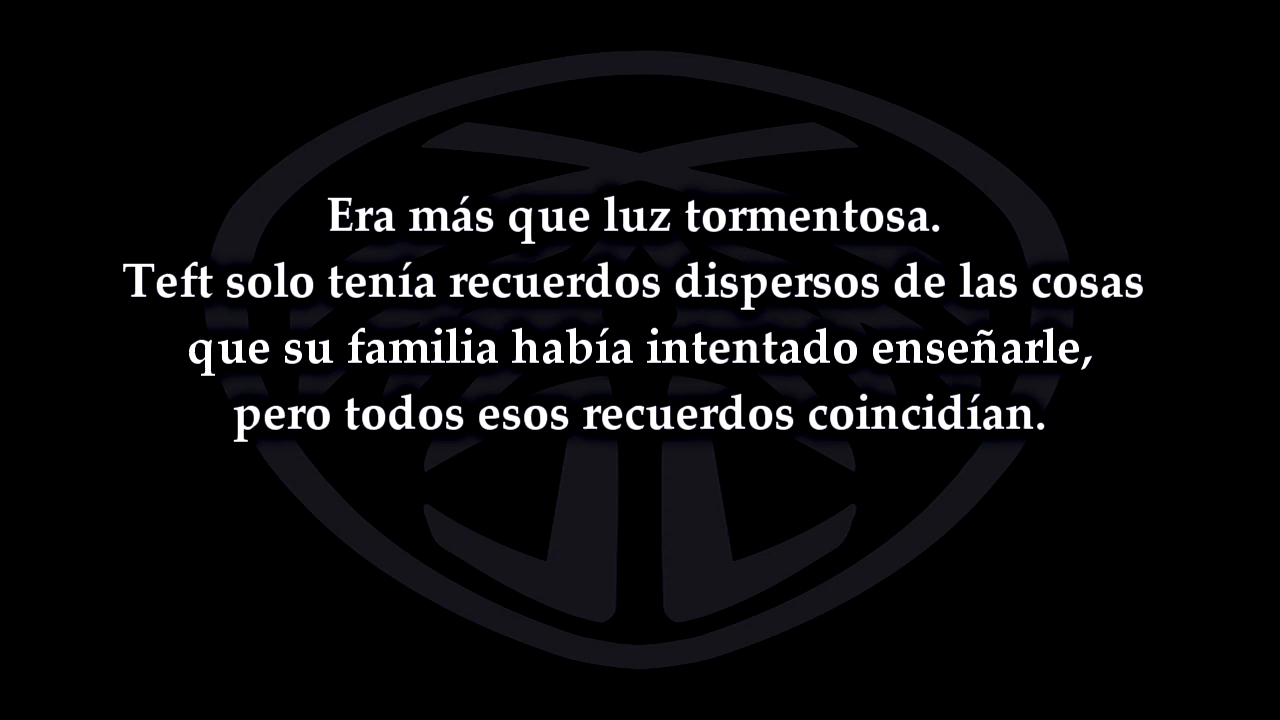 Era más que luz tormentosa.
Teft solo tenía recuerdos dispersos de las cosas
que su familia había intentado enseñarle,
pero todos esos recuerdos coincidían.